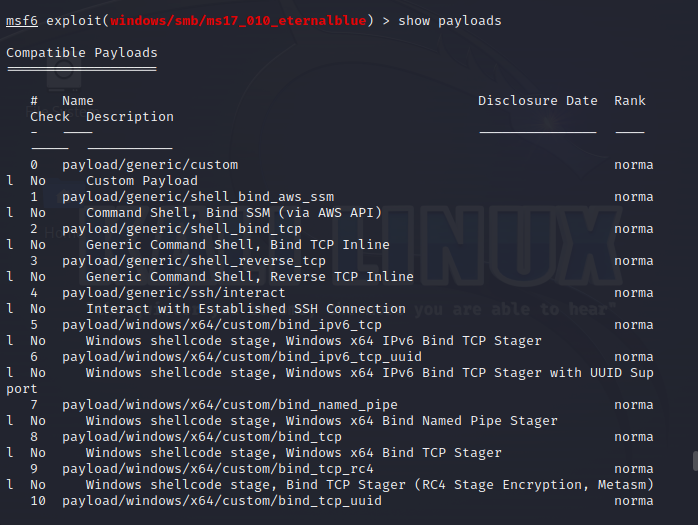 msf6 exploit(windows/smb/ms17_010_eternalblue) > show payloads
Compatible Payloads
===================
# Name Disclosure Date Rank
Check Description
- ---- --------------- ----
----- -----------
0 payload/generic/custom norma
l No Custom Payload
1 payload/generic/shell_bind_aws_ssm norma
l No Command Shell, Bind SSM (via AWS API)
2 payload/generic/shell_bind_tcp norma
l No Generic Command Shell, Bind TCP Inline
3 payload/generic/shell_reverse_tcp norma
l No Generic Command Shell, Reverse TCP Inline
4 payload/generic/ssh/interact norma
l No Interact with Established SSH Connection
5 payload/windows/x64/custom/bind_ipv6_tcp norma
l No Windows shellcode stage, Windows x64 IPv6 Bind TCP Stager
6 payload/windows/x64/custom/bind_ipv6_tcp_uuid norma
l No Windows shellcode stage, Windows x64 IPv6 Bind TCP Stager with UUID Sup
port
7 payload/windows/x64/custom/bind_named_pipe norma
l No Windows shellcode stage, Windows x64 Bind Named Pipe Stager
8 payload/windows/x64/custom/bind_tcp norma
l No Windows shellcode stage, Windows x64 Bind TCP Stager
9 payload/windows/x64/custom/bind_tcp_rc4 norma
l No Windows shellcode stage, Bind TCP Stager (RC4 Stage Encryption, Metasm)
10 payload/windows/x64/custom/bind_tcp_uuid norma
LINUX
you are able to hear"